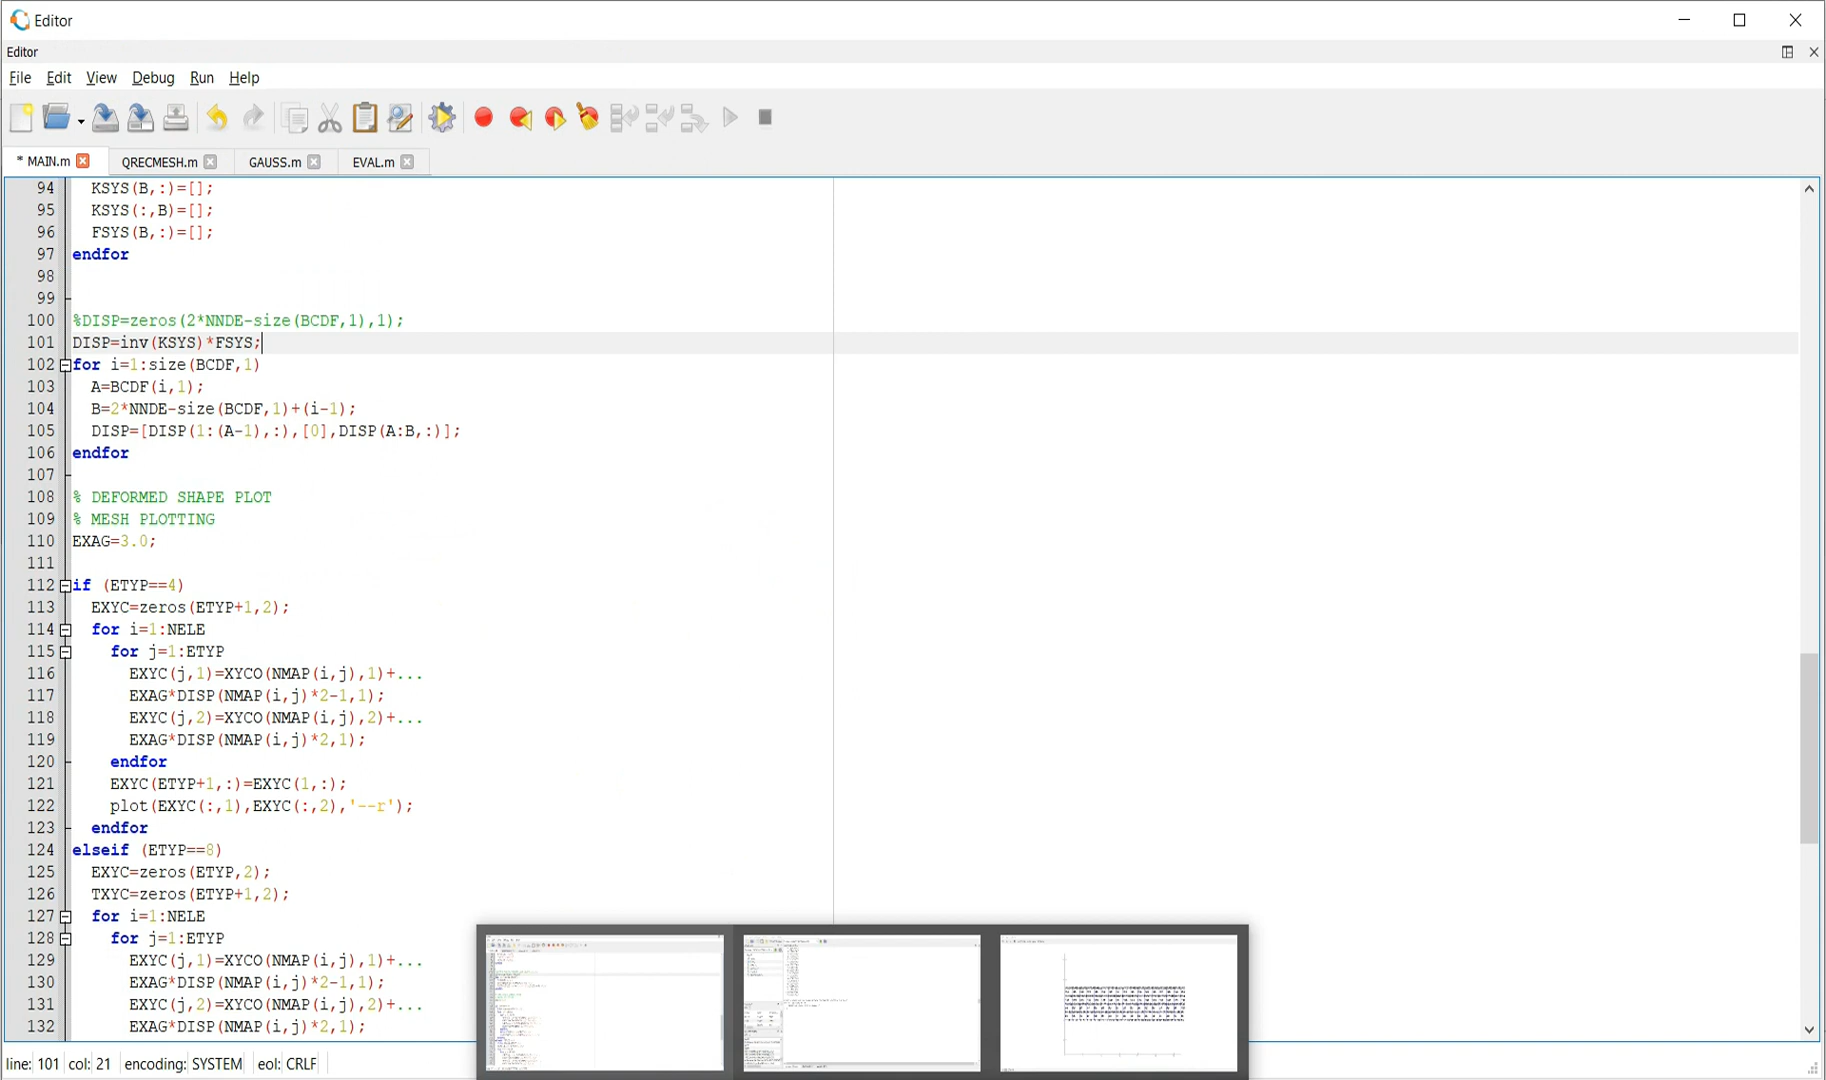 Editor
Editor
File Edit View Debug Run Help
* MAIN.m QRECMESH.m GAUSS.m EVAL.m
94 KSYS(B,:)=[];
95 KSYS(:,B)=[];
96 FSYS(B,:)=[];
97 endfor
98
99
100 %DISP=zeros(2*NNDE-size(BCDF,1),1);
101 DISP=inv(KSYS)*FSYS;
102 for i=1:size(BCDF,1)
103 A=BCDF(i,1);
104 B=2*NNDE-size(BCDF,1)+(i-1);
105 DISP=[DISP(1:(A-1),:),[0],DISP(A:B,:)];
106 endfor
107
108 % DEFORMED SHAPE PLOT
109 % MESH PLOTTING
110 EXAG=3.0;
111
112 if (ETYP==4)
113 EXYC=zeros(ETYP+1,2);
114 for i=1:NELE
115 for j=1:ETYP
116 EXYC(j,1)=XYCO(NMAP(i,j),1)+...
117 EXAG*DISP(NMAP(i,j)*2-1,1);
118 EXYC(j,2)=XYCO(NMAP(i,j),2)+...
119 EXAG*DISP(NMAP(i,j)*2,1);
120 endfor
121 EXYC(ETYP+1,:)=EXYC(1,:);
122 plot(EXYC(:,1),EXYC(:,2),'--r');
123 endfor
124 elseif (ETYP==8)
125 EXYC=zeros(ETYP,2);
126 TXYC=zeros(ETYP+1,2);
127 for i=1:NELE
128 for j=1:ETYP
129 EXYC(j,1)=XYCO(NMAP(i,j),1)+...
130 EXAG*DISP(NMAP(i,j)*2-1,1);
131 EXYC(j,2)=XYCO(NMAP(i,j),2)+...
132 EXAG*DISP(NMAP(i,j)*2,1);
line: 101 col: 21 encoding: SYSTEM eol: CRLF